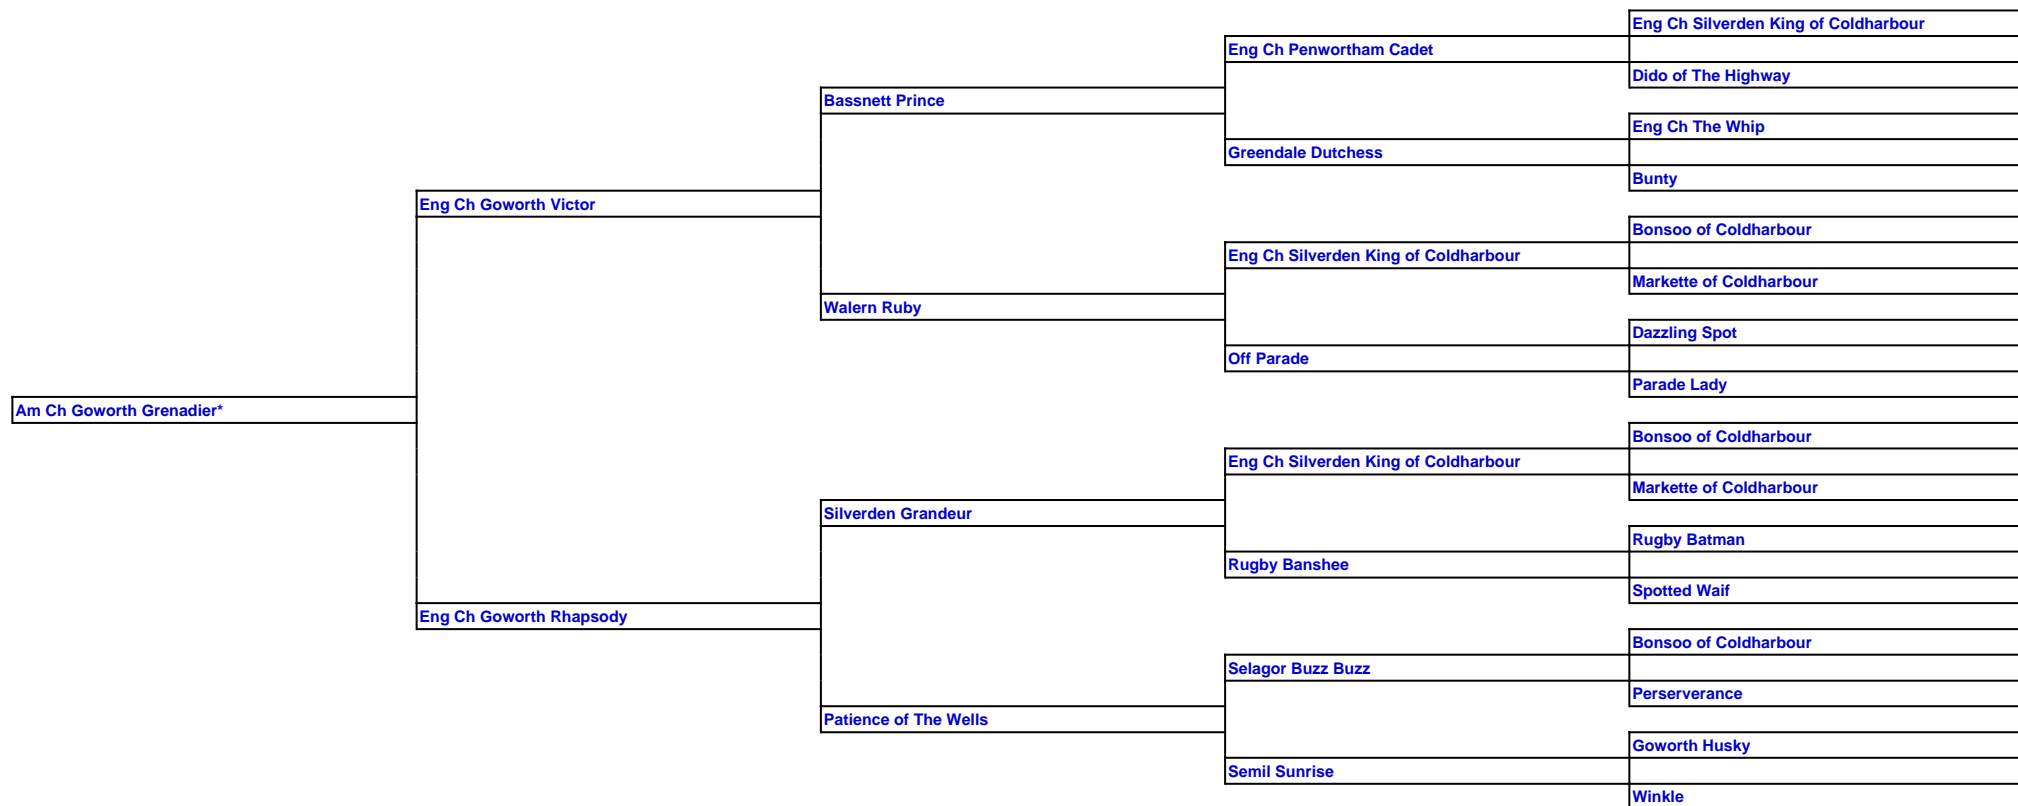 Eng Ch Silverden King of Coldharbour
Eng Ch Penwortham Cadet
Dido of The Highway
Bassnett Prince
Eng Ch The Whip
Greendale Dutchess
Bunty
Eng Ch Goworth Victor
Bonsoo of Coldharbour
Eng Ch Silverden King of Coldharbour
Markette of Coldharbour
Walern Ruby
Dazzling Spot
Off Parade
Parade Lady
Am Ch Goworth Grenadier*
Bonsoo of Coldharbour
Eng Ch Silverden King of Coldharbour
Markette of Coldharbour
Silverden Grandeur
Rugby Batman
Rugby Banshee
Spotted Waif
Eng Ch Goworth Rhapsody
Bonsoo of Coldharbour
Selagor Buzz Buzz
Perserverance
Patience of The Wells
Goworth Husky
Semil Sunrise
Winkle